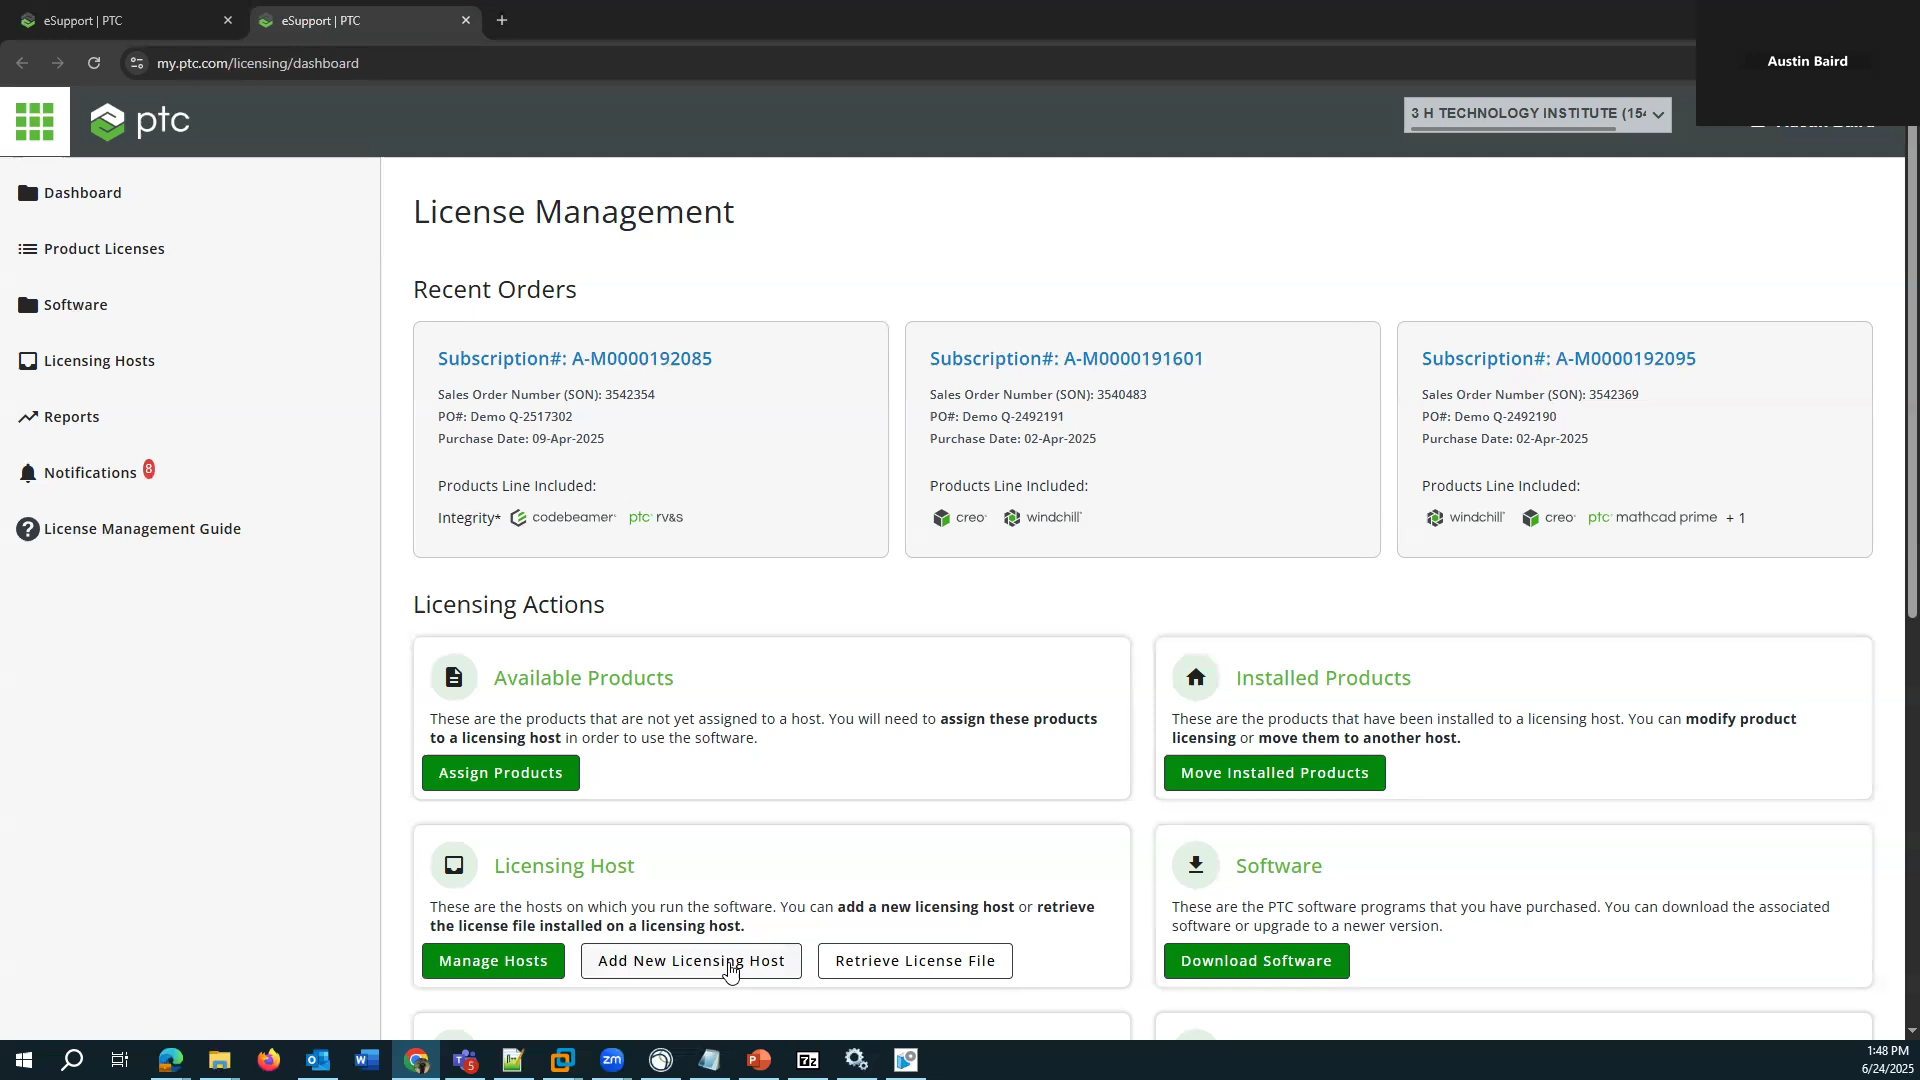 eSupport | PTC
eSupport | PTC
my.ptc.com/licensing/dashboard
Austin Baird
ptc
3 H TECHNOLOGY INSTITUTE (154
Dashboard
Product Licenses
Software
Licensing Hosts
Reports
Notifications 8
License Management Guide
License Management
Recent Orders
Subscription#: A-M0000192085
Sales Order Number (SON): 3542354
PO#: Demo Q-2517302
Purchase Date: 09-Apr-2025
Products Line Included:
Integrity* codebeamer ptc rv&s
Subscription#: A-M0000191601
Sales Order Number (SON): 3540483
PO#: Demo Q-2492191
Purchase Date: 02-Apr-2025
Products Line Included:
creo windchill
Subscription#: A-M0000192095
Sales Order Number (SON): 3542369
PO#: Demo Q-2492190
Purchase Date: 02-Apr-2025
Products Line Included:
windchill creo ptc mathcad prime + 1
Licensing Actions
Available Products
These are the products that are not yet assigned to a host. You will need to assign these products
to a licensing host in order to use the software.
Assign Products
Installed Products
These are the products that have been installed to a licensing host. You can modify product
licensing or move them to another host.
Move Installed Products
Licensing Host
These are the hosts on which you run the software. You can add a new licensing host or retrieve
the license file installed on a licensing host.
Manage Hosts
Add New Licensing Host
Retrieve License File
Software
These are the PTC software programs that you have purchased. You can download the associated
software or upgrade to a newer version.
Download Software
1:48 PM
6/24/2025